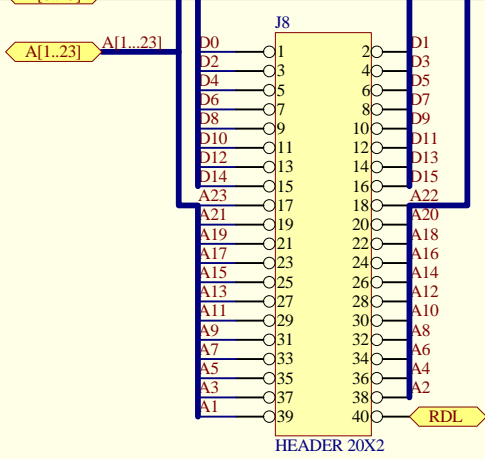 J8
A[1..23] A[1...23]
D0 1 2 D1
D2 3 4 D3
D4 5 6 D5
D6 7 8 D7
D8 9 10 D9
D10 11 12 D11
D12 13 14 D13
D14 15 16 D15
A23 17 18 A22
A21 19 20 A20
A19 21 22 A18
A17 23 24 A16
A15 25 26 A14
A13 27 28 A12
A11 29 30 A10
A9 31 32 A8
A7 33 34 A6
A5 35 36 A4
A3 37 38 A2
A1 39 40 RDL
HEADER 20X2